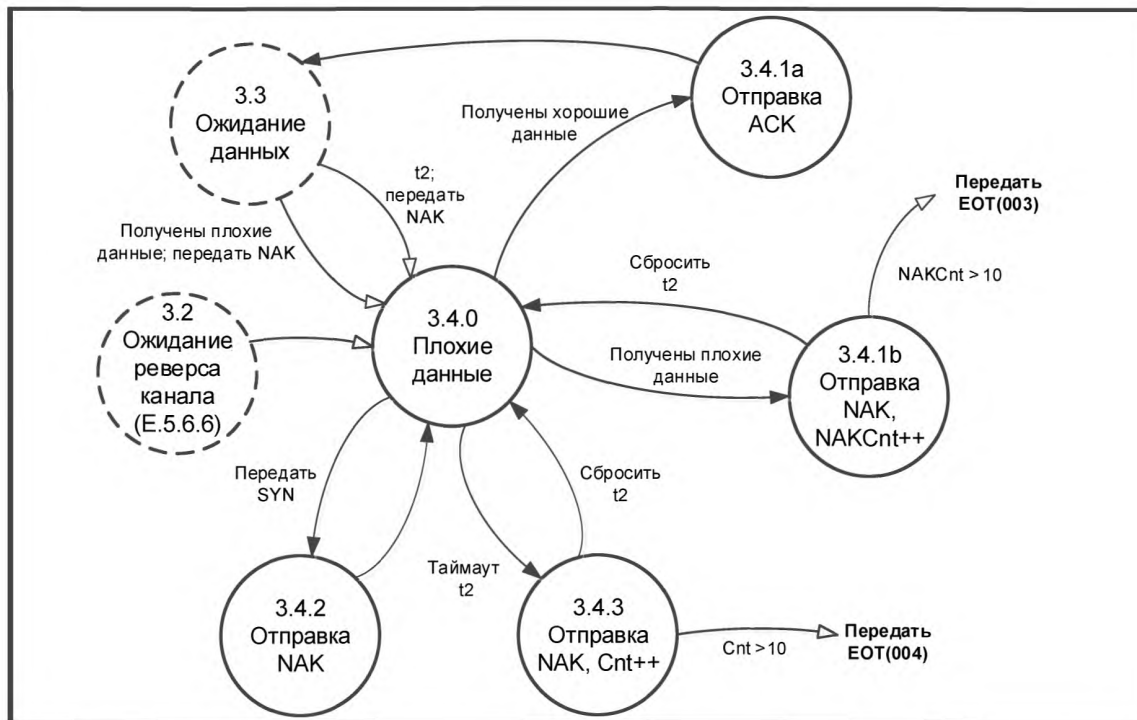 3.3
Ожидание
данных
3.4.1a
Отправка
ACK
Получены хорошие
данные
t2;
передать
NAK
Передать
EOT(003)
Получены плохие
данные; передать NAK
Сбросить
t2
NAKCnt > 10
3.2
Ожидание
реверса
канала
(E.5.6.6)
3.4.0
Плохие
данные
Получены плохие
данные
3.4.1b
Отправка
NAK,
NAKCnt++
Передать
SYN
Сбросить
t2
Таймаут
t2
3.4.2
Отправка
NAK
3.4.3
Отправка
NAK, Cnt++
Cnt >10
Передать
EOT(004)